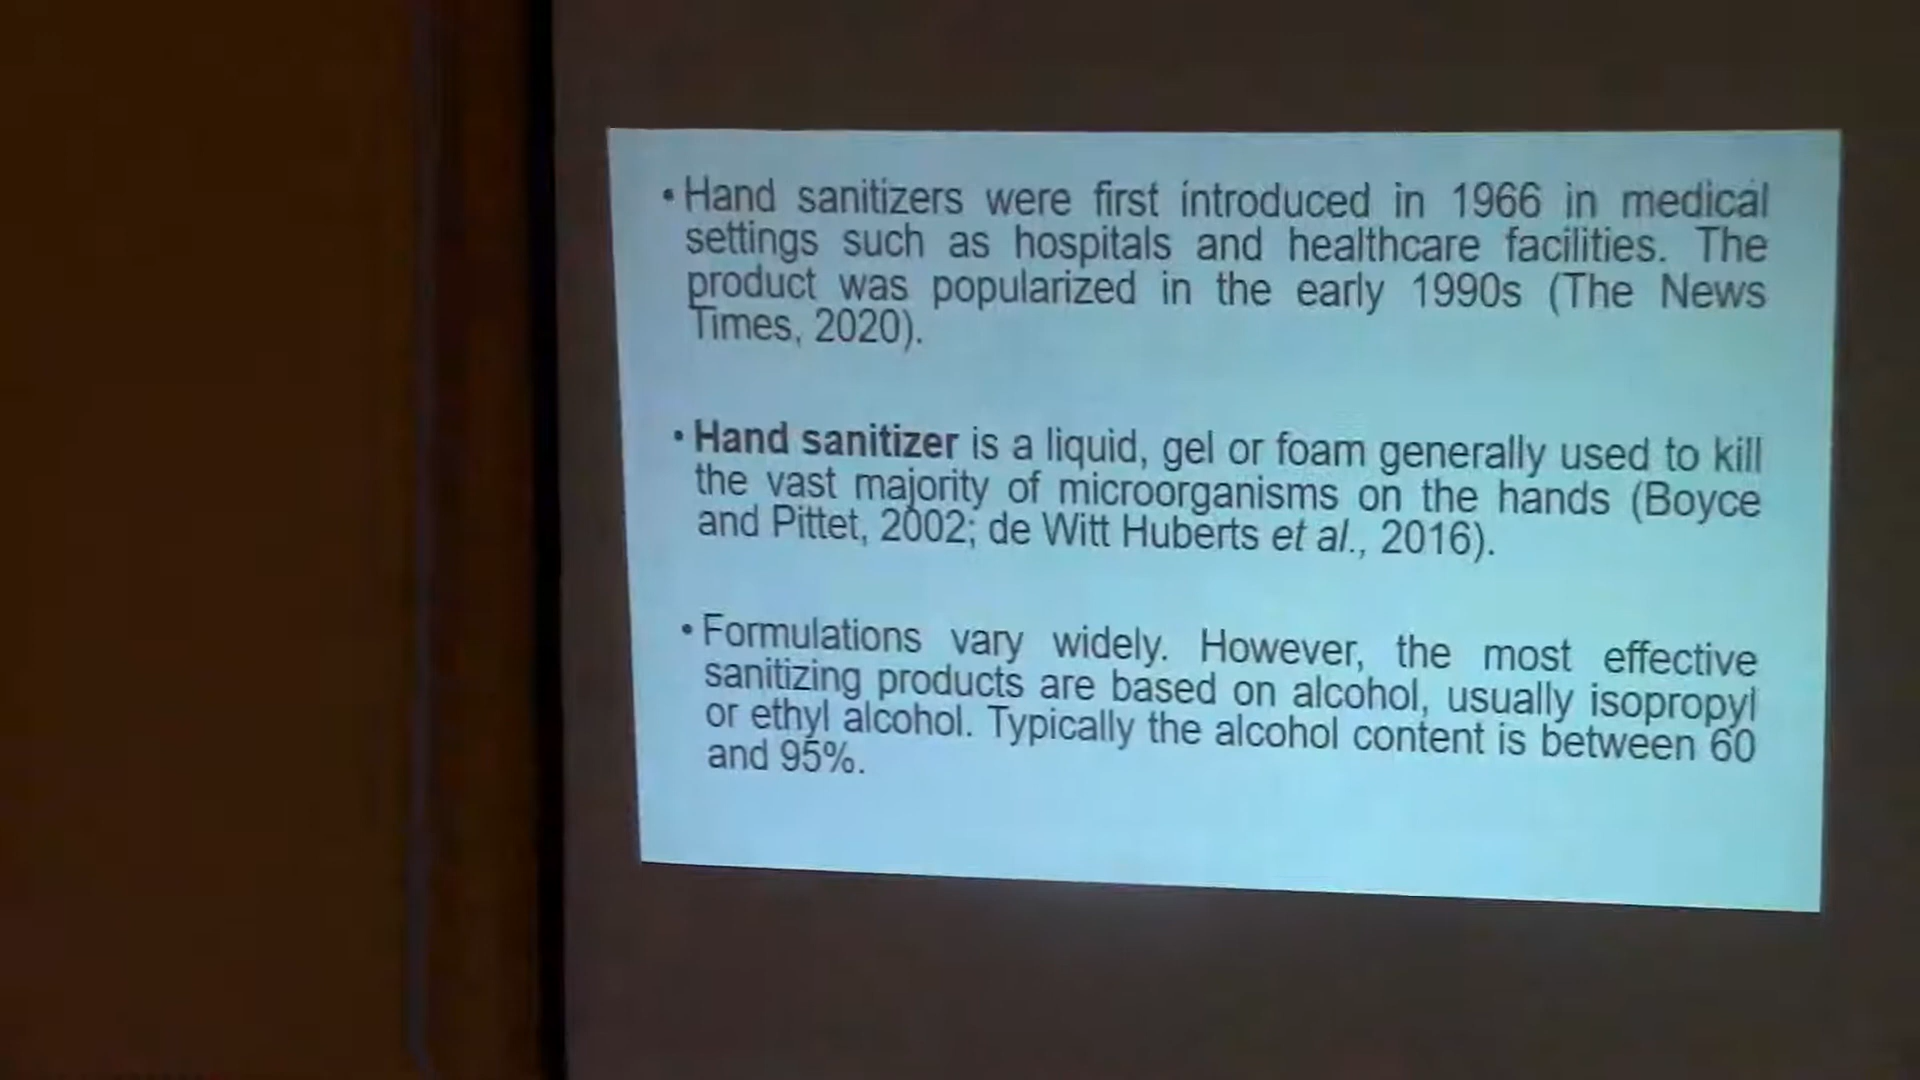 • Hand sanitizers were first introduced in 1966 in medical
settings such as hospitals and healthcare facilities. The
product was popularized in the early 1990s (The News
Times, 2020).
• Hand sanitizer is a liquid, gel or foam generally used to kill
the vast majority of microorganisms on the hands (Boyce
and Pittet, 2002; de Witt Huberts et al., 2016).
• Formulations vary widely. However, the most effective
sanitizing products are based on alcohol, usually isopropyl
or ethyl alcohol. Typically the alcohol content is between 60
and 95%.